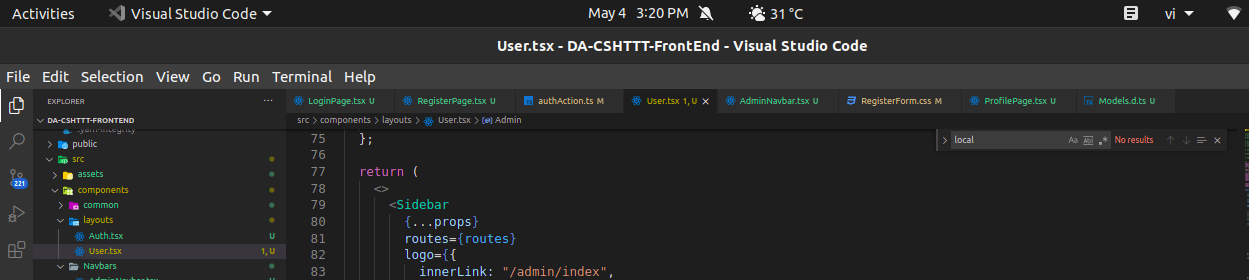 Activities Visual Studio Code May 4 3:20 PM 31 °C vi
User.tsx - DA-CSHTTT-FrontEnd - Visual Studio Code
File Edit Selection View Go Run Terminal Help
EXPLORER ···
LoginPage.tsx U RegisterPage.tsx U authAction.ts M User.tsx 1, U × AdminNavbar.tsx U RegisterForm.css M ProfilePage.tsx U Models.d.ts U
DA-CSHTTT-FRONTEND
src > components > layouts > User.tsx > Admin
.yarn-integrity
public
src
assets
components
common
layouts
Auth.tsx U
User.tsx 1, U
Navbars
AdminNavbar.tsx
221
local Aa ab .* No results
75 };
76
77 return (
78 <>
79 <Sidebar
80 {...props}
81 routes={routes}
82 logo={{
83 innerLink: "/admin/index",